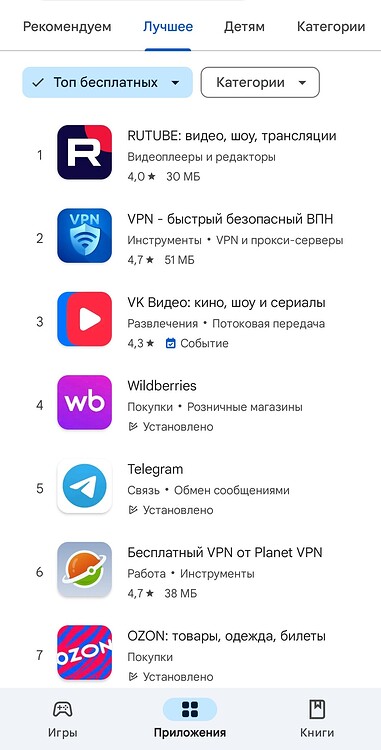 Рекомендуем Лучшее Детям Категории
Топ бесплатных Категории
1
RUTUBE: видео, шоу, трансляции
Видеоплееры и редакторы
4,0 30 МБ
2
VPN
VPN - быстрый безопасный ВПН
Инструменты • VPN и прокси-серверы
4,7 51 МБ
3
VK Видео: кино, шоу и сериалы
Развлечения • Потоковая передача
4,3 Событие
4
wb
Wildberries
Покупки • Розничные магазины
Установлено
5
Telegram
Связь • Обмен сообщениями
Установлено
6
Бесплатный VPN от Planet VPN
Работа • Инструменты
4,7 38 МБ
7
OZON
OZON: товары, одежда, билеты
Покупки
Установлено
Игры Приложения Книги